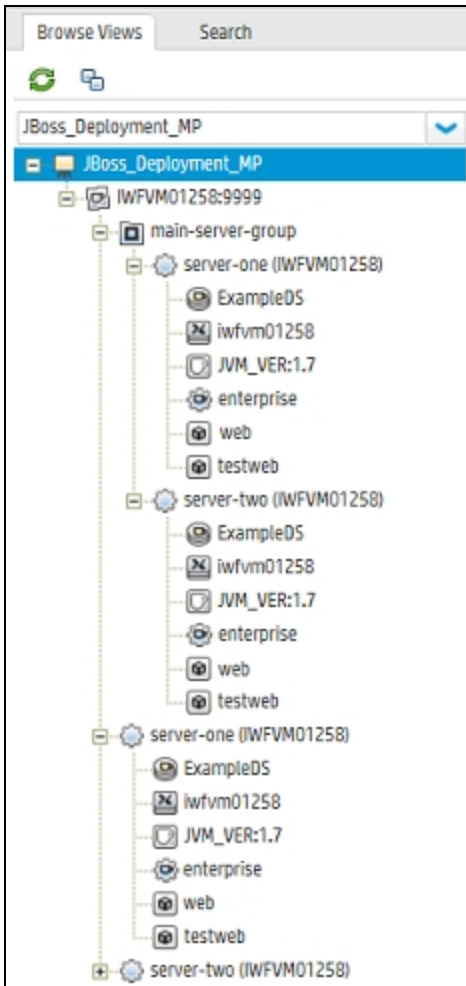 Browse Views Search
JBoss_Deployment_MP
JBoss_Deployment_MP
IWFVM01258:9999
main-server-group
server-one (IWFVM01258)
ExampleDS
iwfvm01258
JVM_VER:1.7
enterprise
web
testweb
server-two (IWFVM01258)
ExampleDS
iwfvm01258
JVM_VER:1.7
enterprise
web
testweb
server-one (IWFVM01258)
ExampleDS
iwfvm01258
JVM_VER:1.7
enterprise
web
testweb
server-two (IWFVM01258)